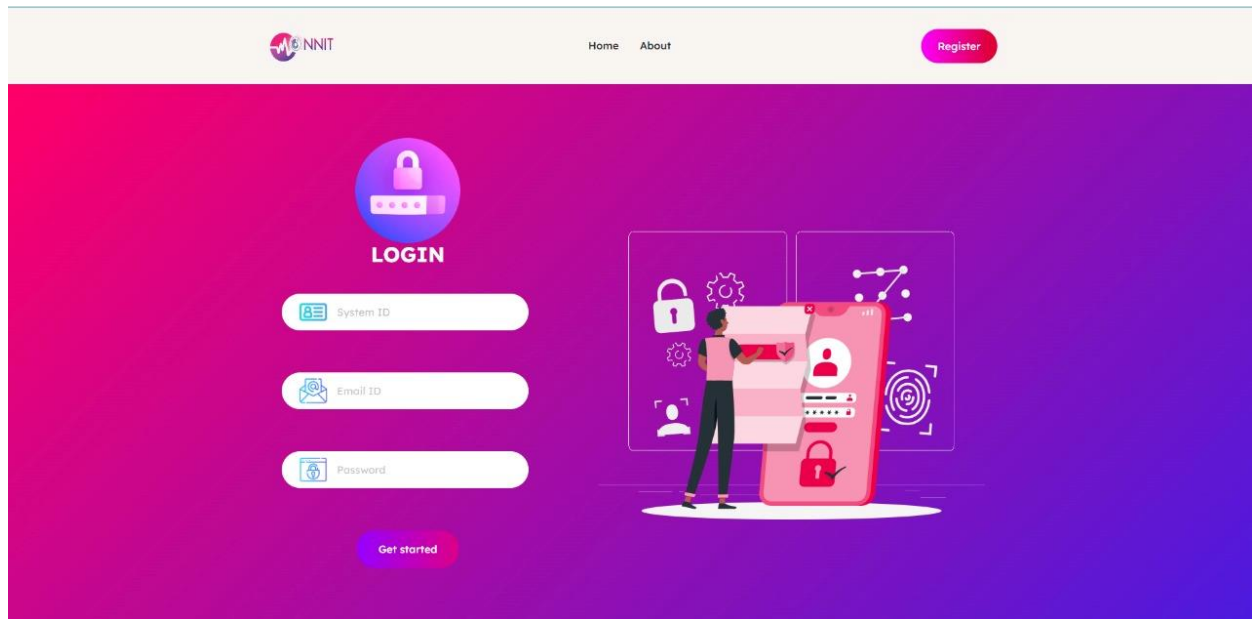 NNIT
Home About
Register
LOGIN
System ID
Email ID
Password
Get started